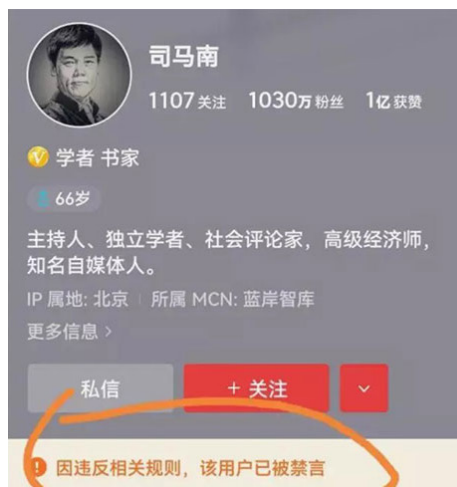 司马南
1107关注 1030万粉丝 1亿获赞
学者 书家
66岁
主持人、独立学者、社会评论家，高级经济师，
知名自媒体人。
IP 属地: 北京 所属 MCN: 蓝岸智库
更多信息 >
私信 + 关注
因违反相关规则，该用户已被禁言